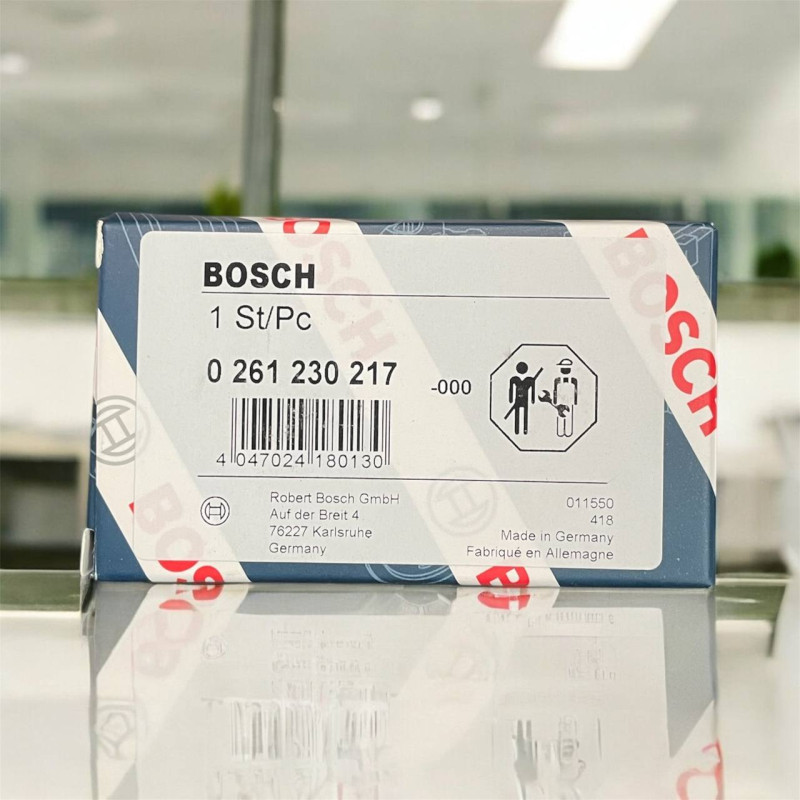 BOSCH
1 St/Pc
0 261 230 217 -000
4 047024 180130
Robert Bosch GmbH
Auf der Breit 4
76227 Karlsruhe
Germany
011550
418
Made in Germany
Fabriqué en Allemagne
BOSCH
BOSCH
BOSCH
B